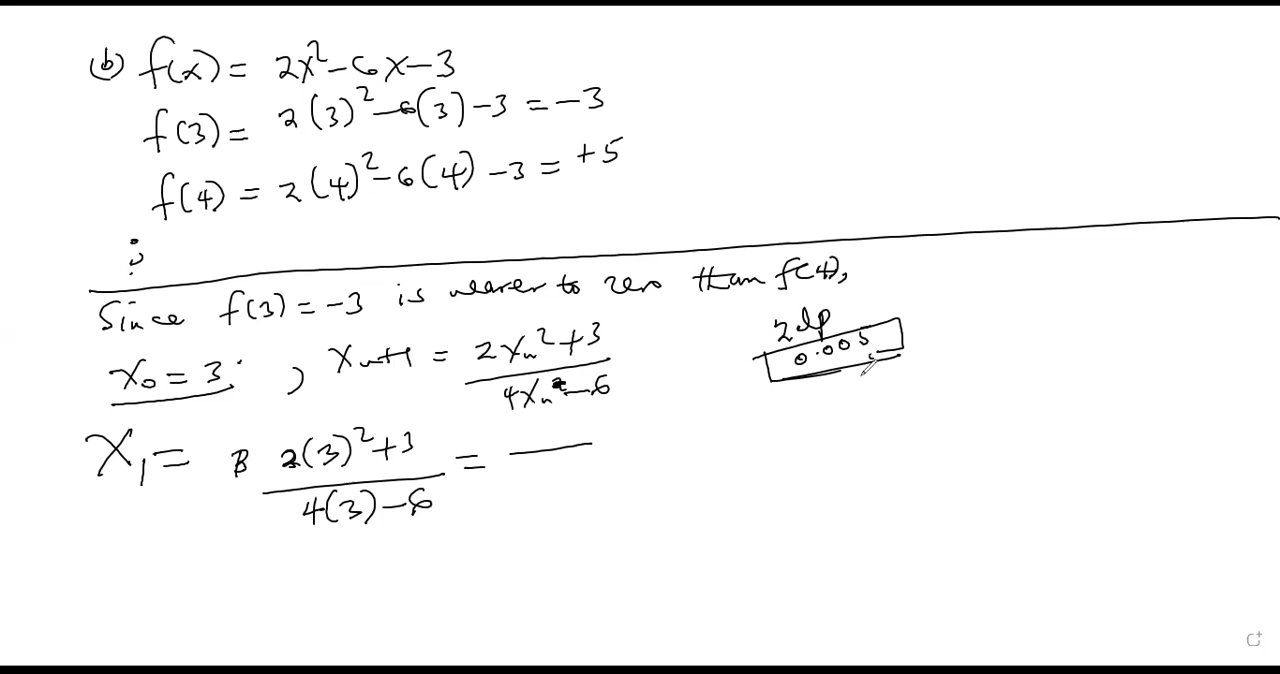 (b) f(x) = 2x² - 6x - 3
f(3) = 2(3)² - 6(3) - 3 = -3
f(4) = 2(4)² - 6(4) - 3 = +5
Since f(3) = -3 is nearer to zero than f(4),
x₀ = 3 , xₙ₊₁ = (2xₙ² + 3)/(4xₙ - 6)
2dp
0.005
x₁ = (2(3)² + 3)/(4(3) - 6) =